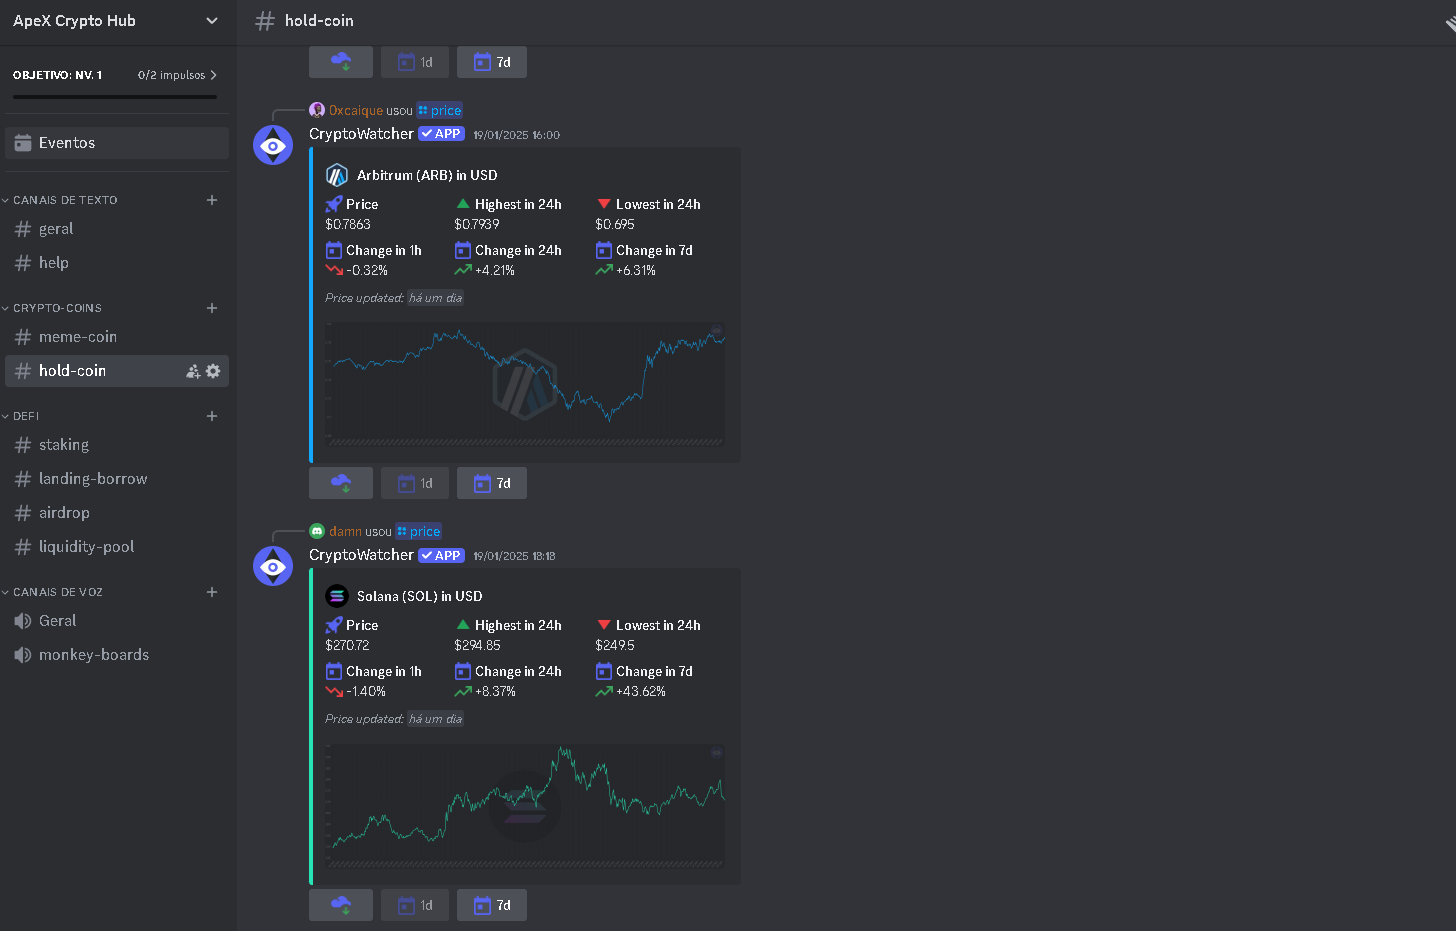 ApeX Crypto Hub
OBJETIVO: NV. 1 0/2 impulsos
Eventos
CANAIS DE TEXTO
geral
help
CRYPTO-COINS
meme-coin
hold-coin
DEFI
staking
landing-borrow
airdrop
liquidity-pool
CANAIS DE VOZ
Geral
monkey-boards
hold-coin
1d 7d
0xcaique usou price
CryptoWatcher APP 19/01/2025 16:00
Arbitrum (ARB) in USD
Price Highest in 24h Lowest in 24h
$0.7863 $0.7939 $0.695
Change in 1h Change in 24h Change in 7d
-0.32% +4.21% +6.31%
Price updated: há um dia
1d 7d
damn usou price
CryptoWatcher APP 19/01/2025 18:18
Solana (SOL) in USD
Price Highest in 24h Lowest in 24h
$270.72 $294.85 $249.5
Change in 1h Change in 24h Change in 7d
-1.40% +8.37% +43.62%
Price updated: há um dia
1d 7d